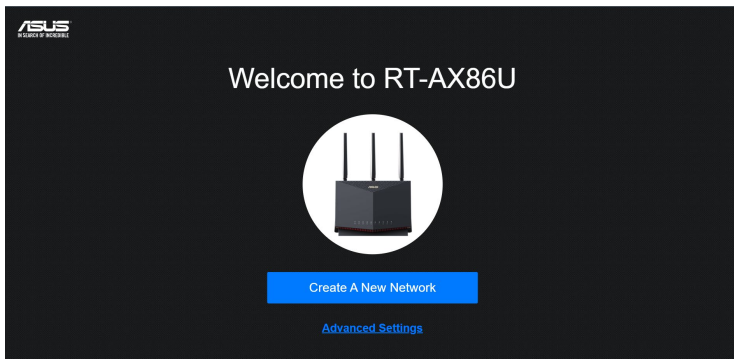 ASUS
IN SEARCH OF INCREDIBLE
Welcome to RT-AX86U
Create A New Network
Advanced Settings